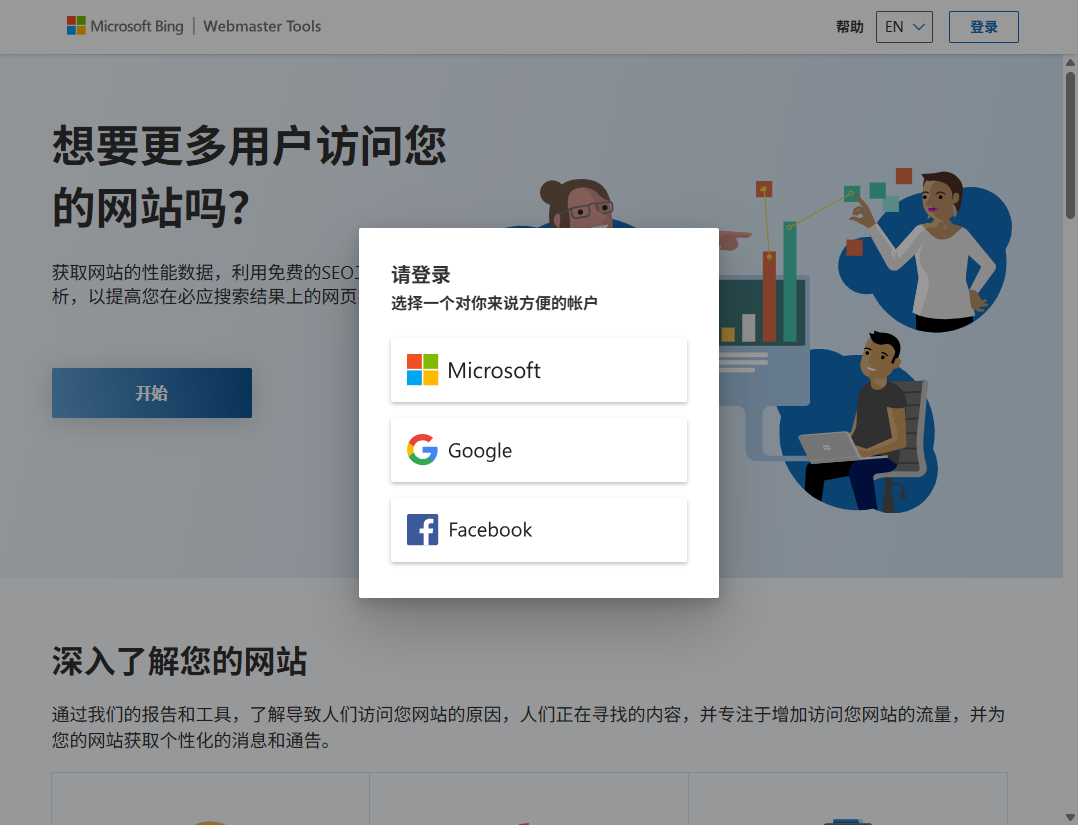 Microsoft Bing | Webmaster Tools
帮助
EN
登录
想要更多用户访问您
的网站吗?
获取网站的性能数据，利用免费的SEO
析，以提高您在必应搜索结果上的网页
开始
请登录
选择一个对你来说方便的帐户
Microsoft
Google
Facebook
深入了解您的网站
通过我们的报告和工具，了解导致人们访问您网站的原因，人们正在寻找的内容，并专注于增加访问您网站的流量，并为
您的网站获取个性化的消息和通告。